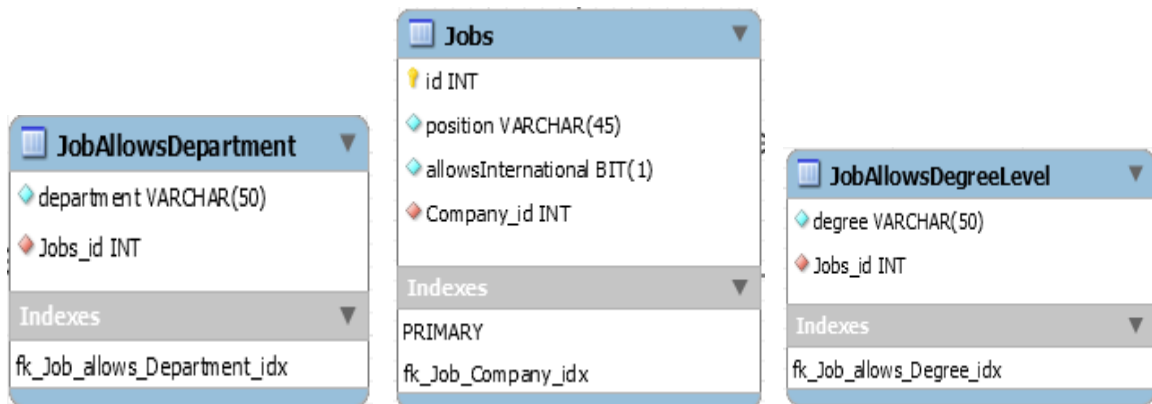 JobAllowsDepartment
department VARCHAR(50)
Jobs_id INT
Indexes
fk_Job_allows_Department_idx
Jobs
id INT
position VARCHAR(45)
allowsInternational BIT(1)
Company_id INT
Indexes
PRIMARY
fk_Job_Company_idx
JobAllowsDegreeLevel
degree VARCHAR(50)
Jobs_id INT
Indexes
fk_Job_allows_Degree_idx